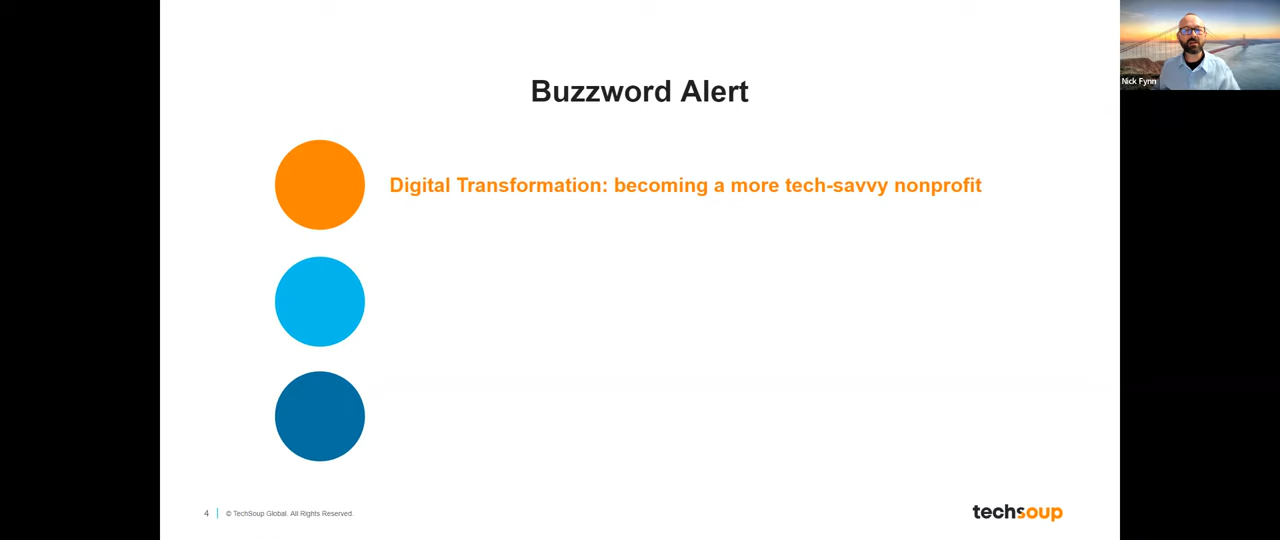 Buzzword Alert
Nick Fynn
Digital Transformation: becoming a more tech-savvy nonprofit
4
© TechSoup Global. All Rights Reserved.
techsoup